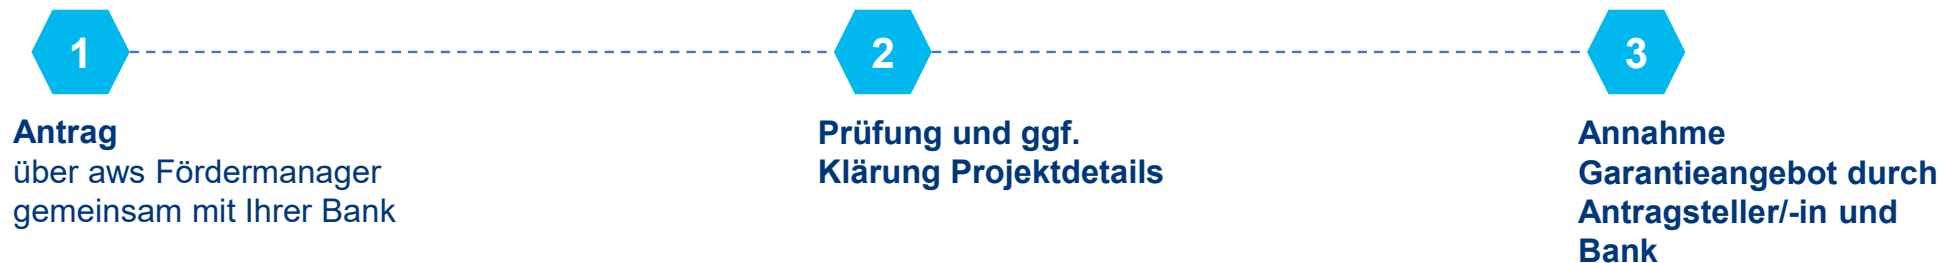 1
Antrag
über aws Fördermanager
gemeinsam mit Ihrer Bank
2
Prüfung und ggf.
Klärung Projektdetails
3
Annahme
Garantieangebot durch
Antragsteller/-in und
Bank